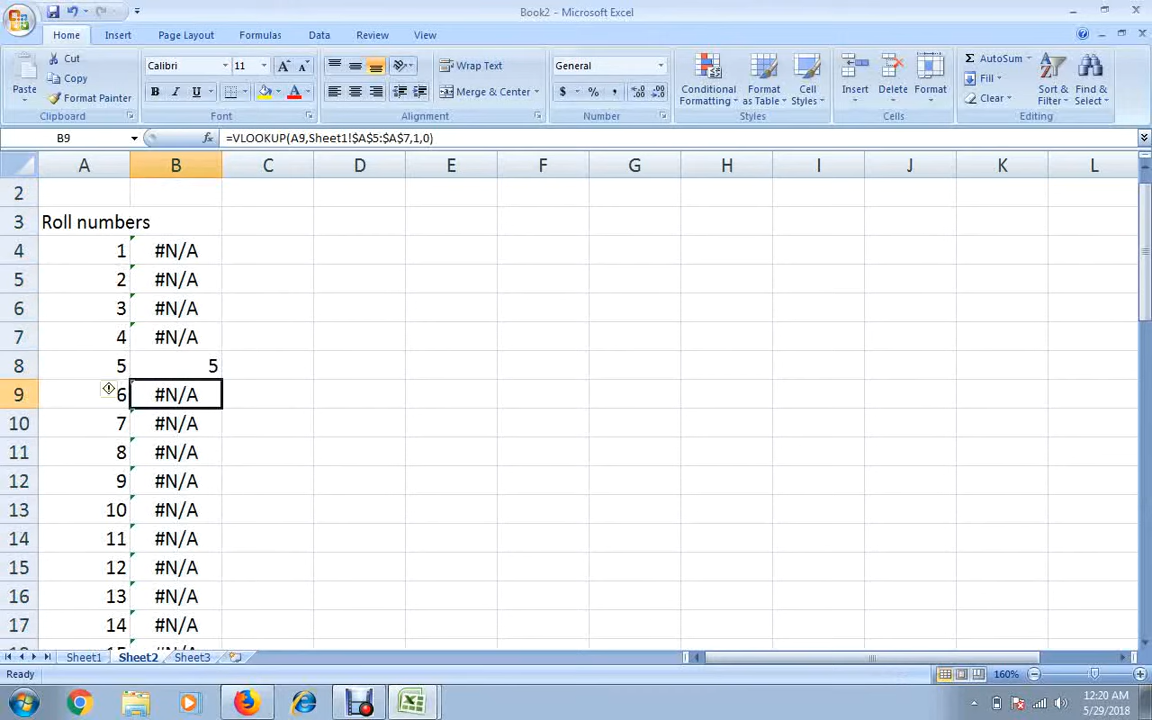 Book2 - Microsoft Excel
Home Insert Page Layout Formulas Data Review View
Cut
Copy
Format Painter
Paste
Clipboard
Calibri 11
B I U
Font
Wrap Text
Merge & Center
Alignment
General
$ % ,
Number
Conditional Formatting
Format as Table
Cell Styles
Styles
Insert
Delete
Format
Cells
AutoSum
Fill
Clear
Sort & Filter
Find & Select
Editing
B9
fx =VLOOKUP(A9,Sheet1!$A$5:$A$7,1,0)
A B C D E F G H I J K L
2
3 Roll numbers
4 1 #N/A
5 2 #N/A
6 3 #N/A
7 4 #N/A
8 5 5
9 6 #N/A
10 7 #N/A
11 8 #N/A
12 9 #N/A
13 10 #N/A
14 11 #N/A
15 12 #N/A
16 13 #N/A
17 14 #N/A
Sheet1 Sheet2 Sheet3
Ready
160%
12:20 AM
5/29/2018